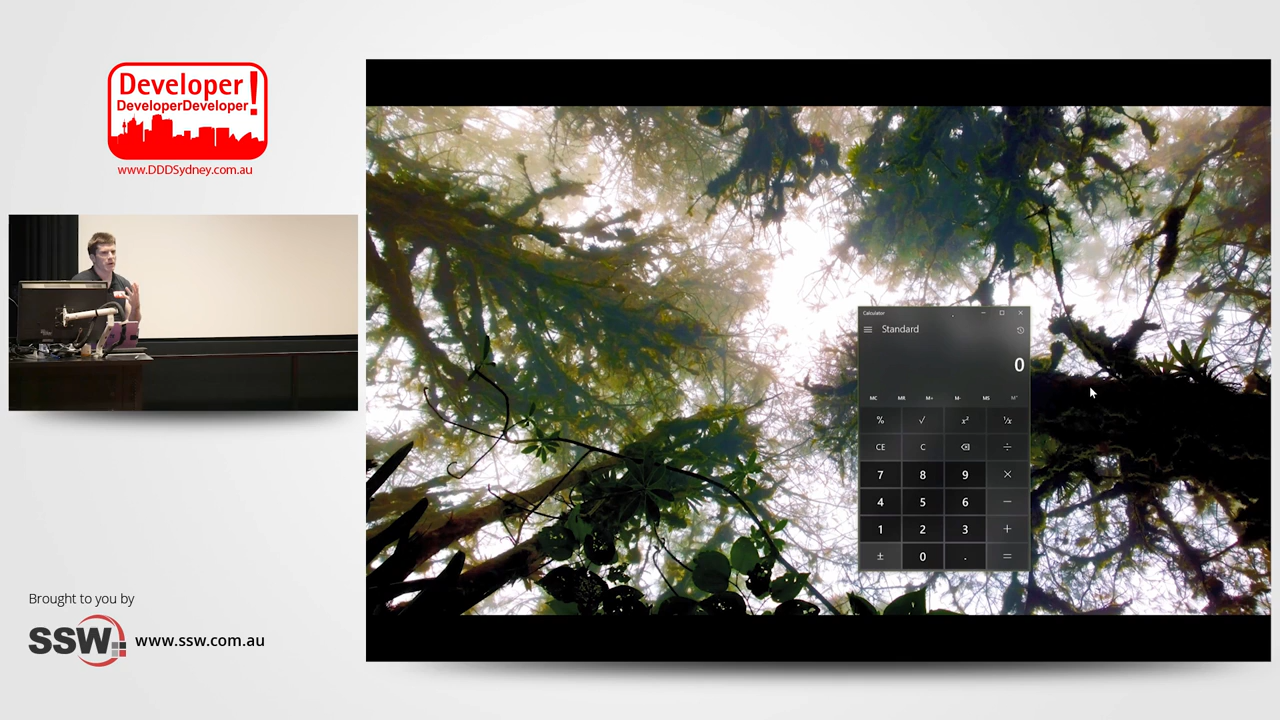 Developer!
DeveloperDeveloper
www.DDDSydney.com.au
Calculator
Standard
0
MC MR M+ M- MS M˅
% √ x² ¹/x
CE C ÷
7 8 9 ×
4 5 6 −
1 2 3 +
± 0 . =
Brought to you by
SSW www.ssw.com.au